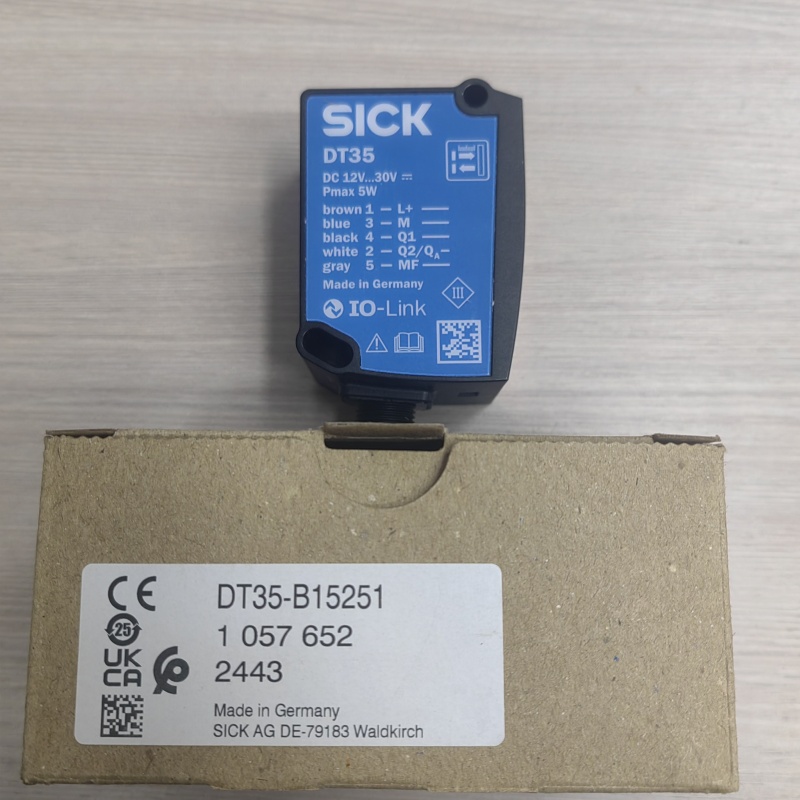 SICK
DT35
DC 12V...30V ⎓
Pmax 5W
brown 1 — L+ —
blue 3 — M —
black 4 — Q1 —
white 2 — Q2/QA —
gray 5 — MF —
Made in Germany
III
IO-Link
CE
DT35-B15251
25
1 057 652
UK
CA
2443
Made in Germany
SICK AG DE-79183 Waldkirch